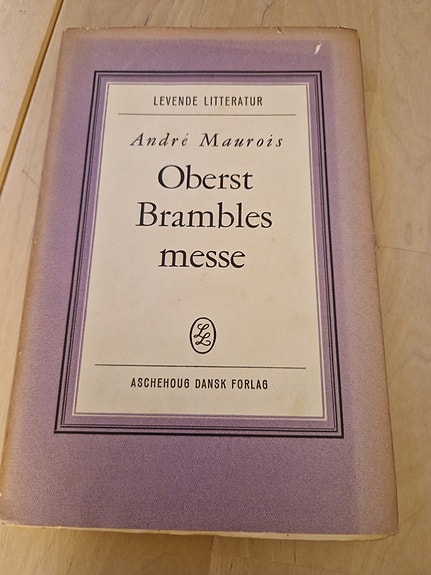 LEVENDE LITTERATUR
André Maurois
Oberst
Brambles
messe
LL
ASCHEHOUG DANSK FORLAG